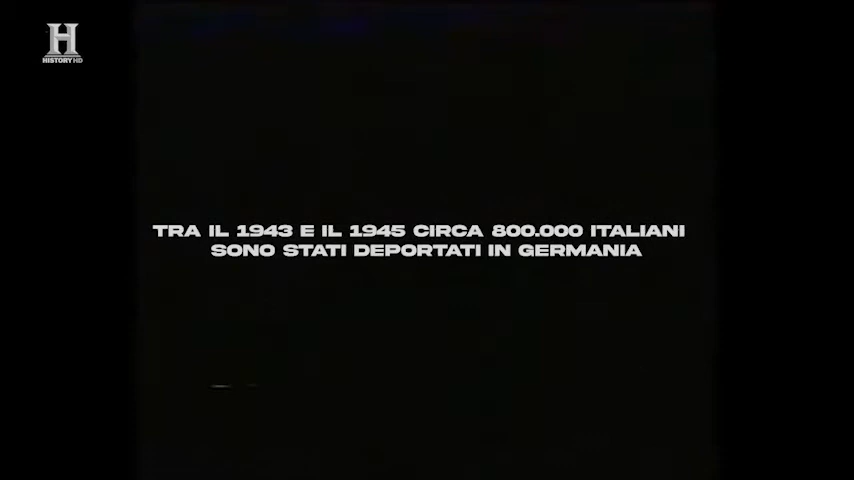 H
HISTORY HD
TRA IL 1943 E IL 1945 CIRCA 800.000 ITALIANI
SONO STATI DEPORTATI IN GERMANIA